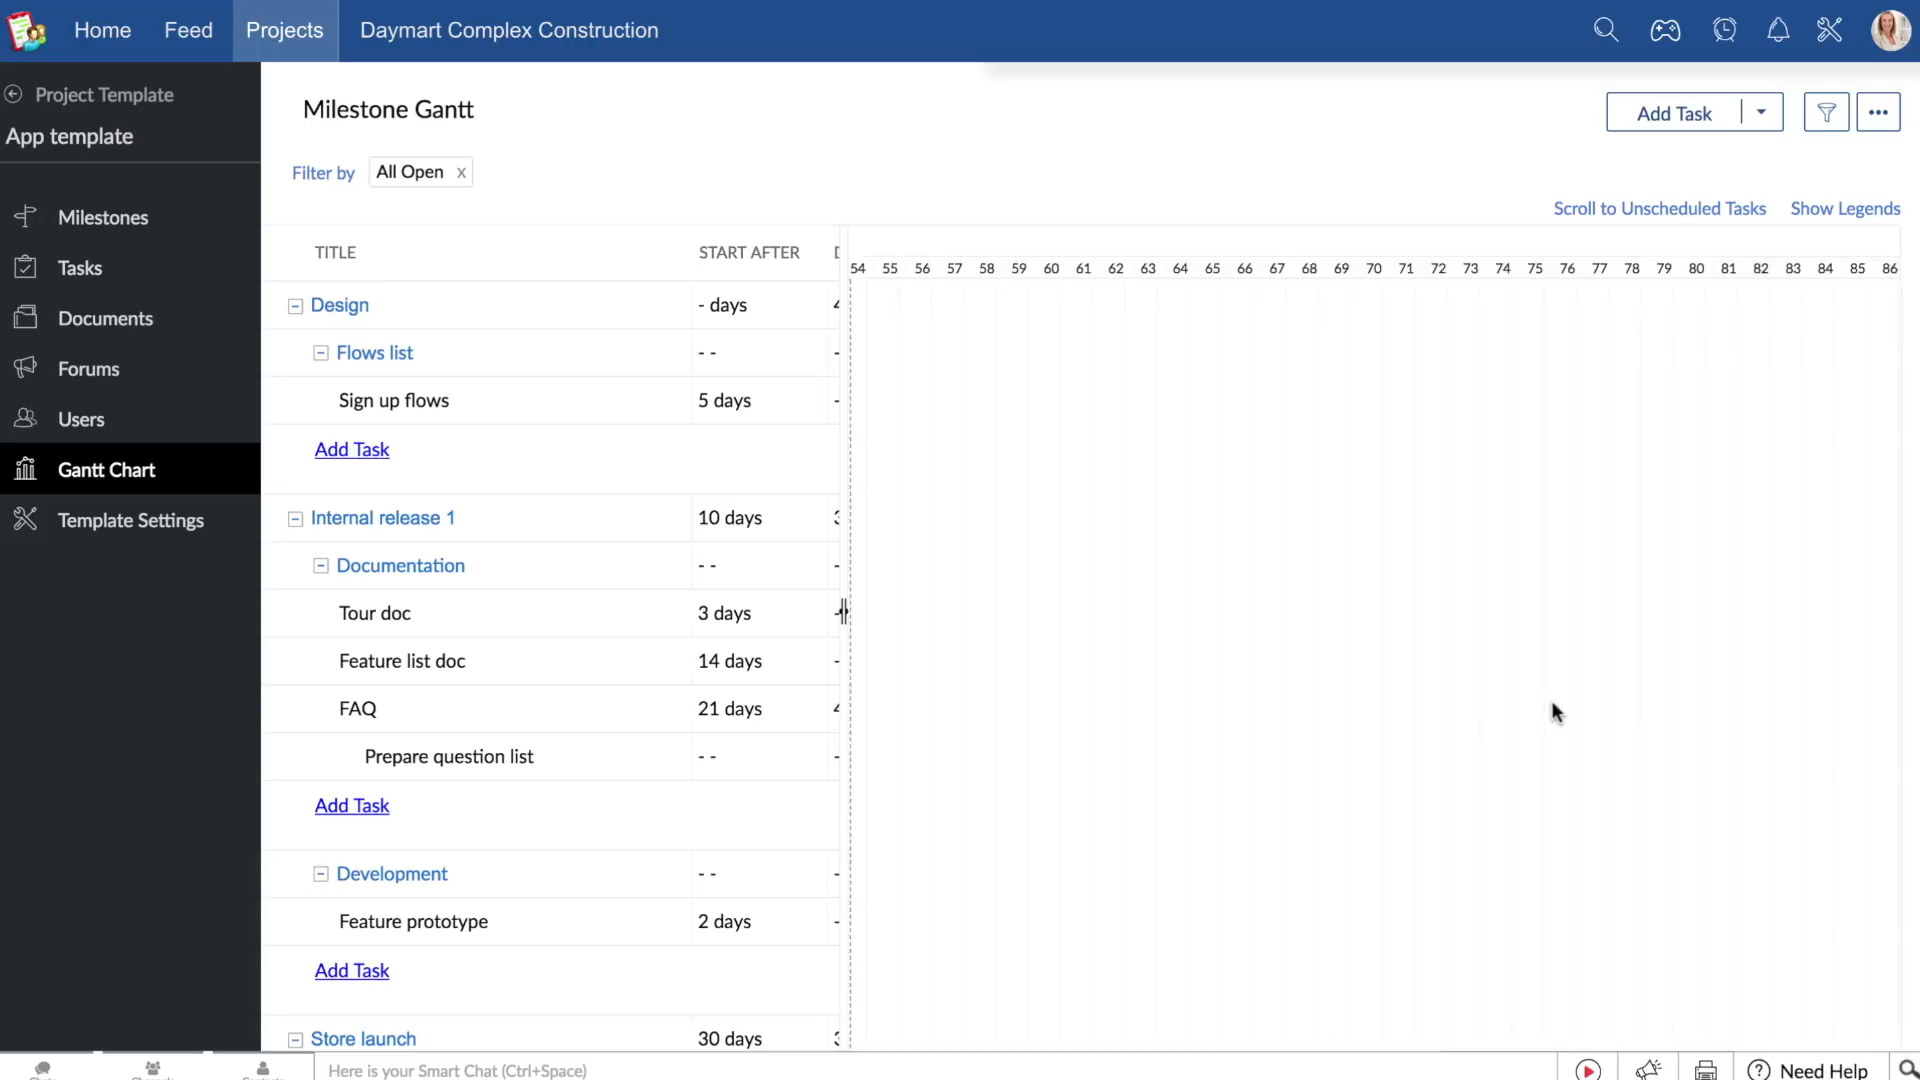 Home Feed Projects Daymart Complex Construction
Project Template
App template
Milestones
Tasks
Documents
Forums
Users
Gantt Chart
Template Settings
Milestone Gantt
Add Task
Filter by All Open x
Scroll to Unscheduled Tasks Show Legends
TITLE START AFTER
54 55 56 57 58 59 60 61 62 63 64 65 66 67 68 69 70 71 72 73 74 75 76 77 78 79 80 81 82 83 84 85 86
Design - days
Flows list - -
Sign up flows 5 days
Add Task
Internal release 1 10 days
Documentation - -
Tour doc 3 days
Feature list doc 14 days
FAQ 21 days
Prepare question list - -
Add Task
Development - -
Feature prototype 2 days
Add Task
Store launch 30 days
Here is your Smart Chat (Ctrl+Space)
Need Help